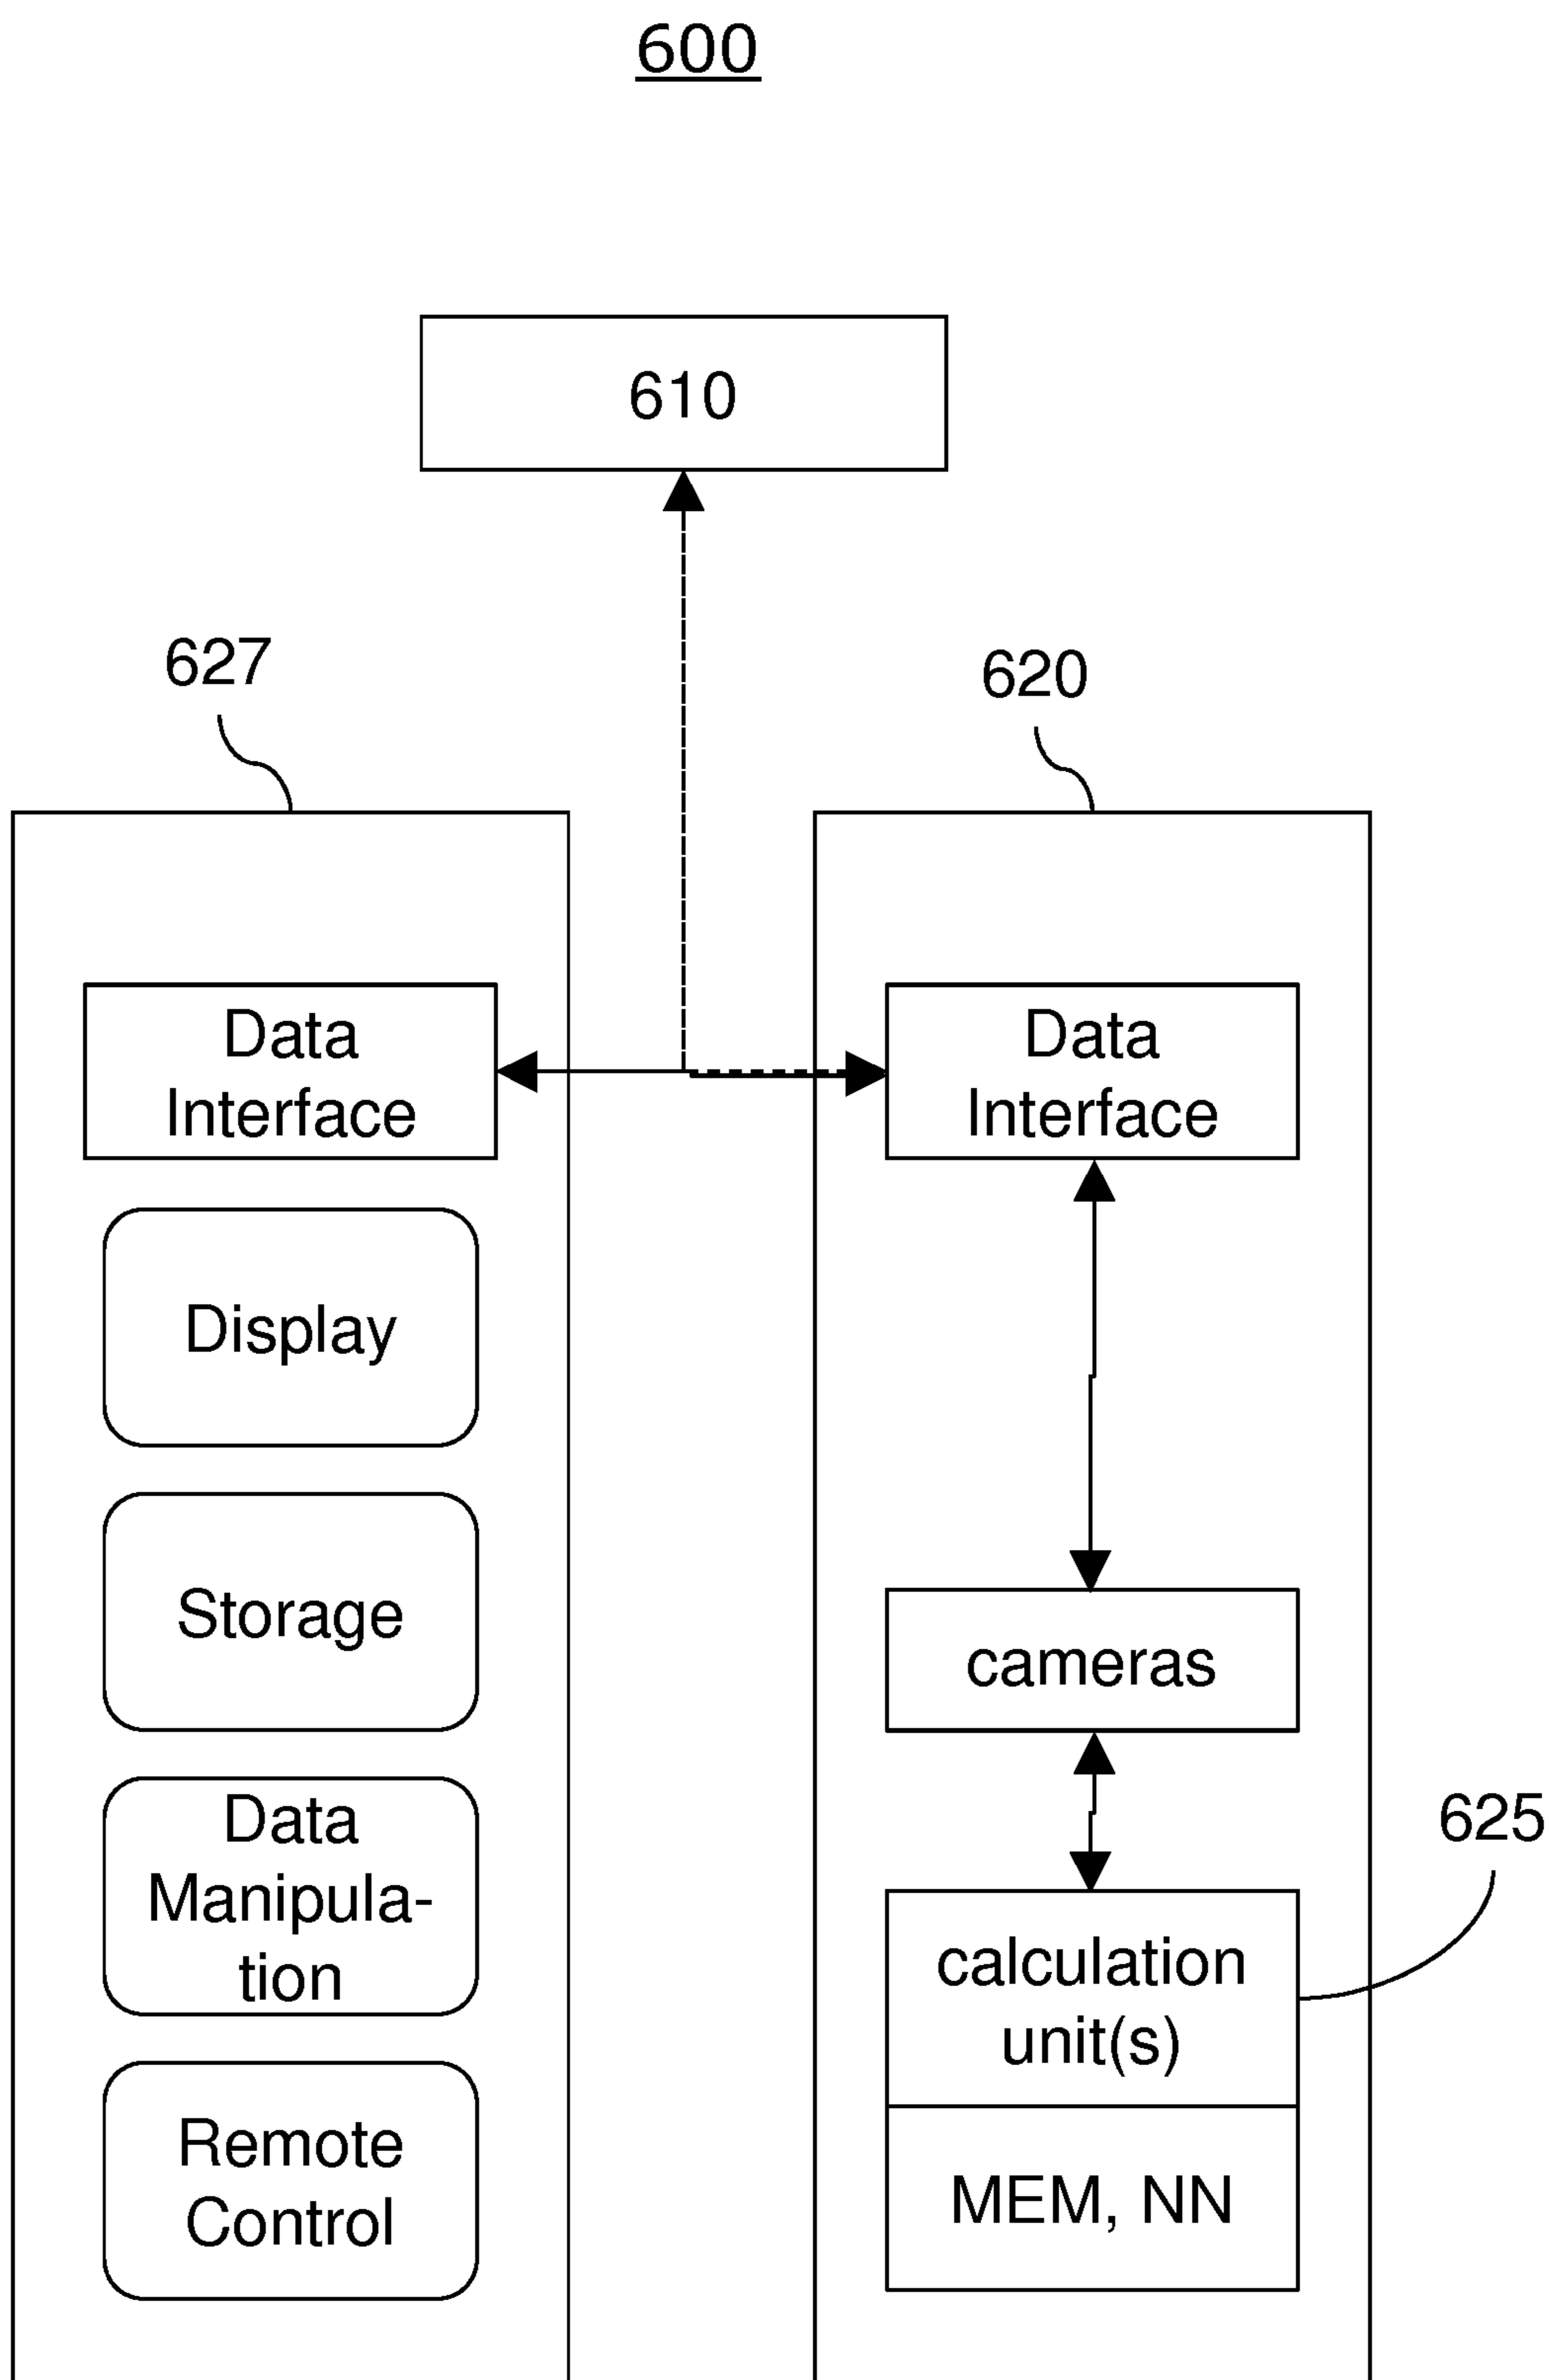 600
610
627
620
Data
Interface
Display
Storage
Data
Manipula-
tion
Remote
Control
Data
Interface
cameras
625
calculation
unit(s)
MEM, NN